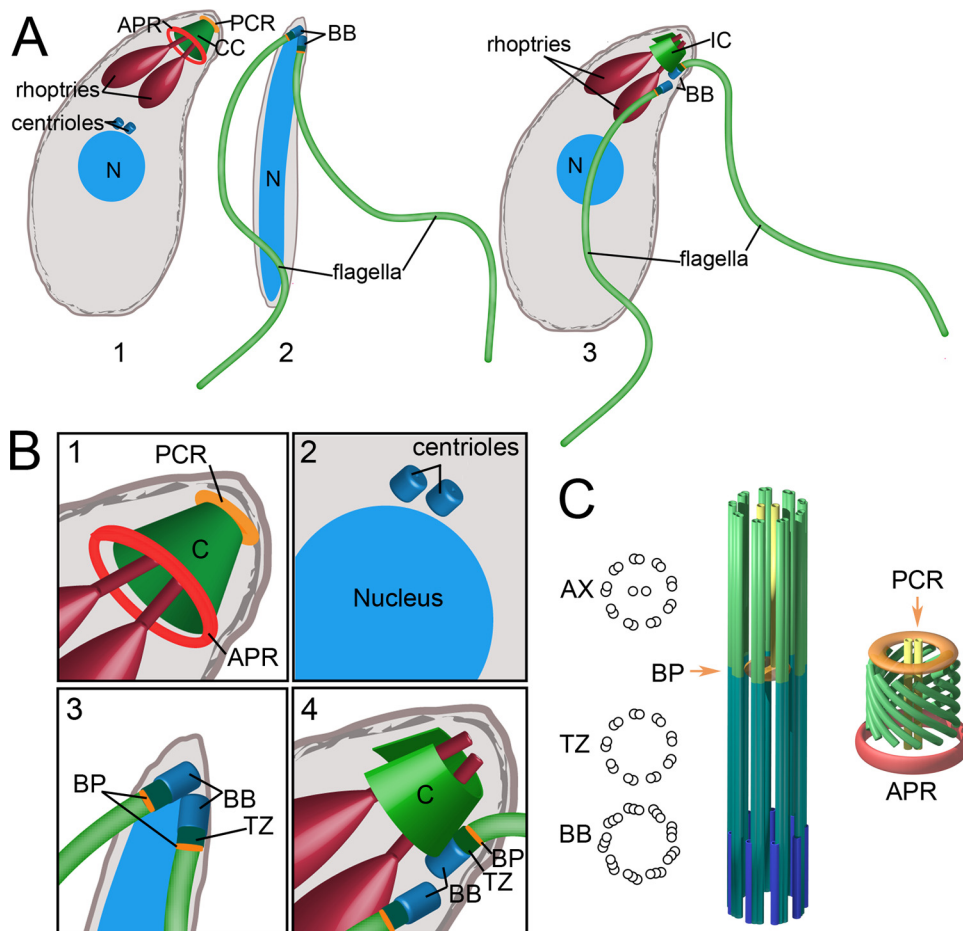 A
APR
PCR
CC
rhoptries
centrioles
N
1
BB
N
flagella
2
rhoptries
IC
BB
N
flagella
3
B
1
PCR
C
APR
2
centrioles
Nucleus
3
BP
BB
TZ
4
C
BP
TZ
BB
C
AX
BP
TZ
BB
PCR
APR